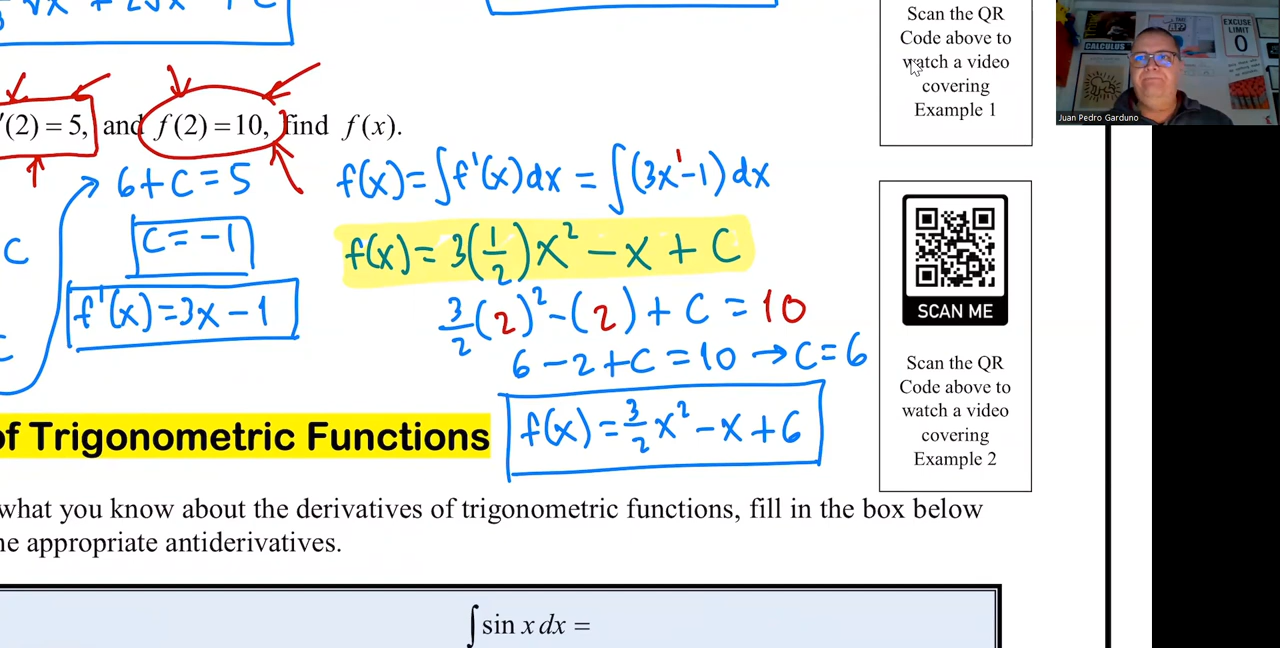 Scan the QR
Code above to
watch a video
covering
Example 1
CALCULUS
EXCUSE
LIMIT
0
Juan Pedro Garduno
'(2) = 5, and f(2) = 10, find f(x).
6 + C = 5
C = -1
f'(x) = 3x - 1
C
f(x) = ∫f'(x)dx = ∫(3x¹-1)dx
f(x) = 3(1/2)x² - x + C
3/2(2)² - (2) + C = 10
6 - 2 + C = 10 → C = 6
f(x) = 3/2x² - x + 6
SCAN ME
Scan the QR
Code above to
watch a video
covering
Example 2
of Trigonometric Functions
what you know about the derivatives of trigonometric functions, fill in the box below
he appropriate antiderivatives.
∫ sin x dx =